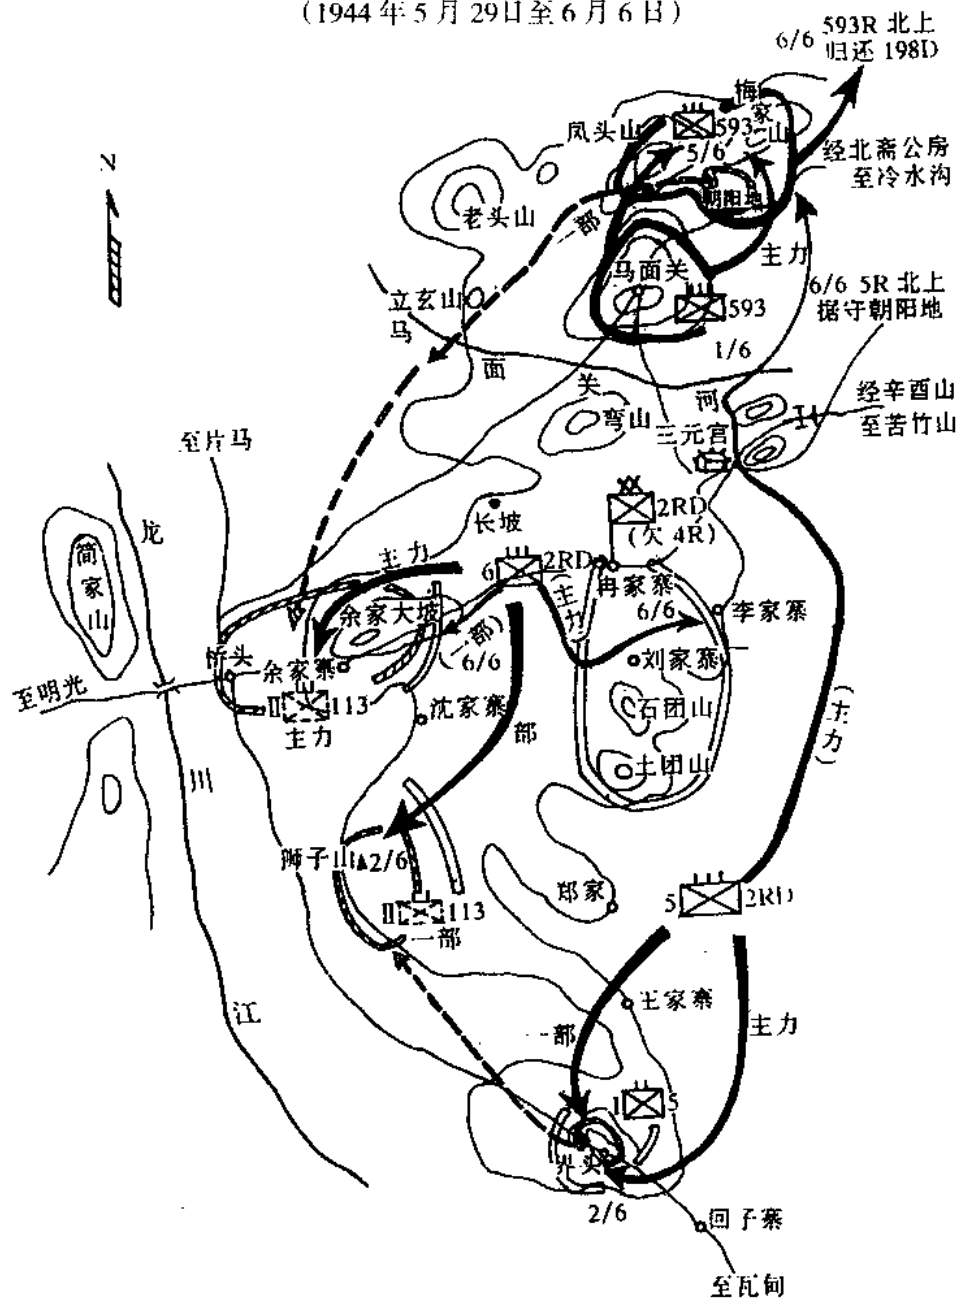 (1944年5月29日至6月6日)
6/6 593R 北上
归还 198D
梅
家
山
凤头山
593
5/6
经北斋公房
至冷水沟
朝阳地
老头山
一部
主力
马面关
6/6 5R 北上
据守朝阳地
593
1/6
立玄山
马
面
关
河
弯山
三元宫
经辛酉山
至苦竹山
至片马
龙
川
江
长坡
2RD
(欠 4R)
简
家
山
主力
6
2RD
(主力)
冉家寨
6/6
李家寨
余家大坡
(一部)
6/6
桥头
余家寨
刘家寨
至明光
II
113
主力
沈家寨
部
石团山
土团山
(主力)
狮子山
2/6
II
113
一部
郑家
5
2RD
王家寨
一部
主力
1
5
界头
2/6
回子寨
至瓦甸